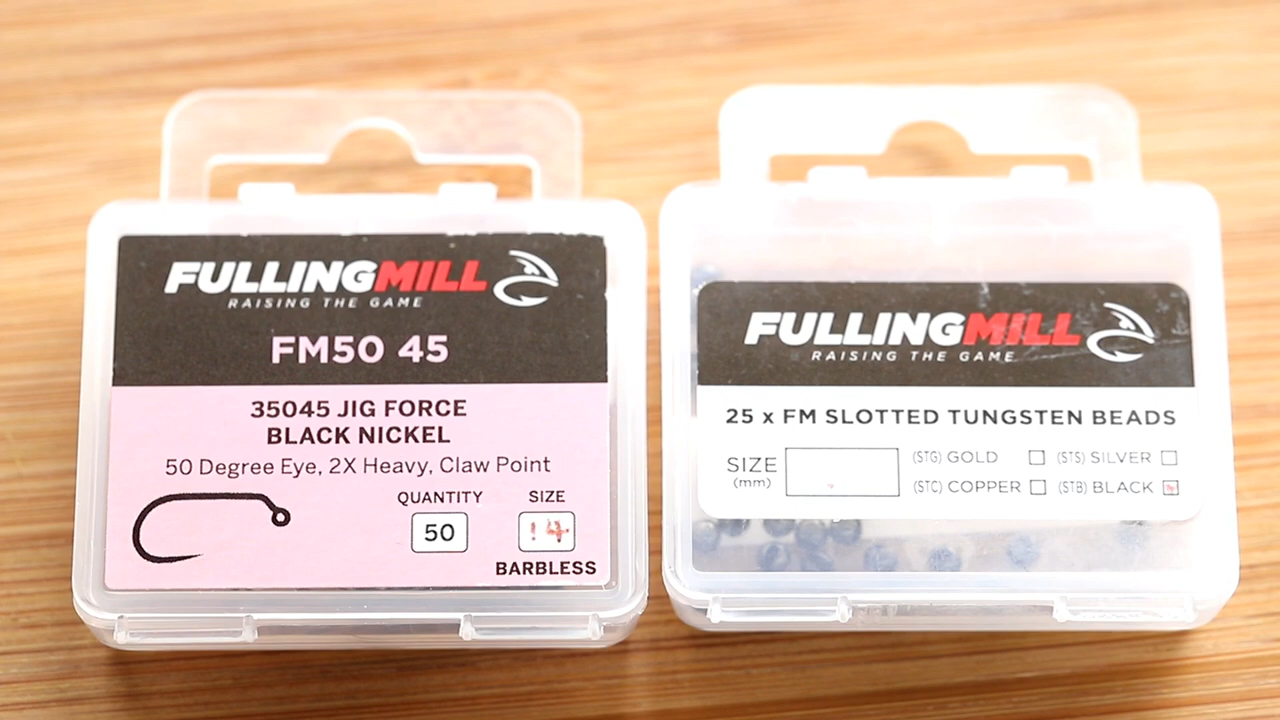 FULLINGMILL
RAISING THE GAME
FM50 45
35045 JIG FORCE
BLACK NICKEL
50 Degree Eye, 2X Heavy, Claw Point
QUANTITY SIZE
50 14
BARBLESS
FULLINGMILL
RAISING THE GAME
25 x FM SLOTTED TUNGSTEN BEADS
SIZE
(mm)
(STG) GOLD (STS) SILVER
(STC) COPPER (STB) BLACK